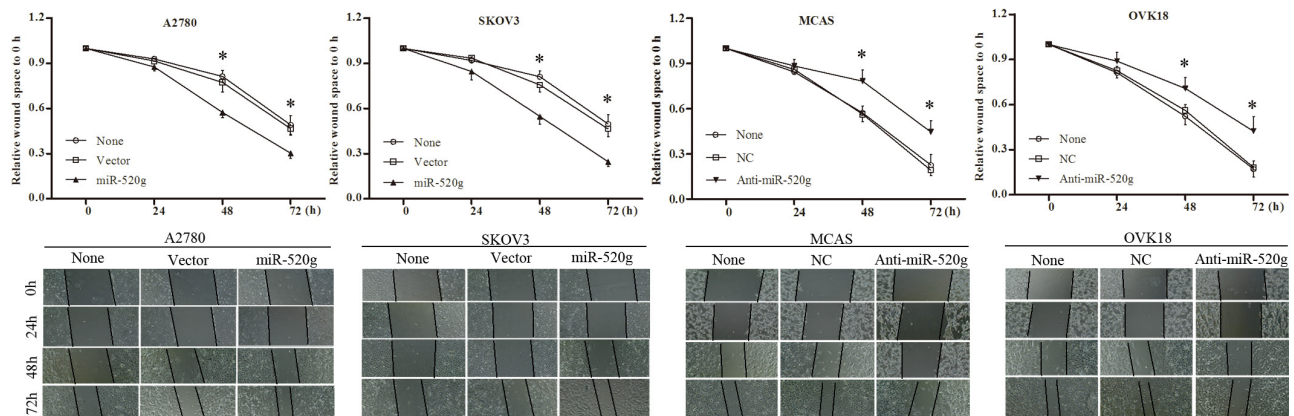 A2780
Relative wound space to 0 h
1.2
0.9
0.6
0.3
0.0
*
*
None
Vector
miR-520g
0
24
48
72 (h)
SKOV3
Relative wound space to 0 h
1.2
0.9
0.6
0.3
0.0
*
*
None
Vector
miR-520g
0
24
48
72 (h)
MCAS
Relative wound space to 0 h
1.2
0.9
0.6
0.3
0.0
*
*
None
NC
Anti-miR-520g
0
24
48
72 (h)
OVK18
Relative wound space to 0 h
1.2
0.9
0.6
0.3
0.0
*
*
None
NC
Anti-miR-520g
0
24
48
72 (h)
A2780
None Vector miR-520g
SKOV3
None Vector miR-520g
MCAS
None NC Anti-miR-520g
OVK18
None NC Anti-miR-520g
0h
24h
48h
72h